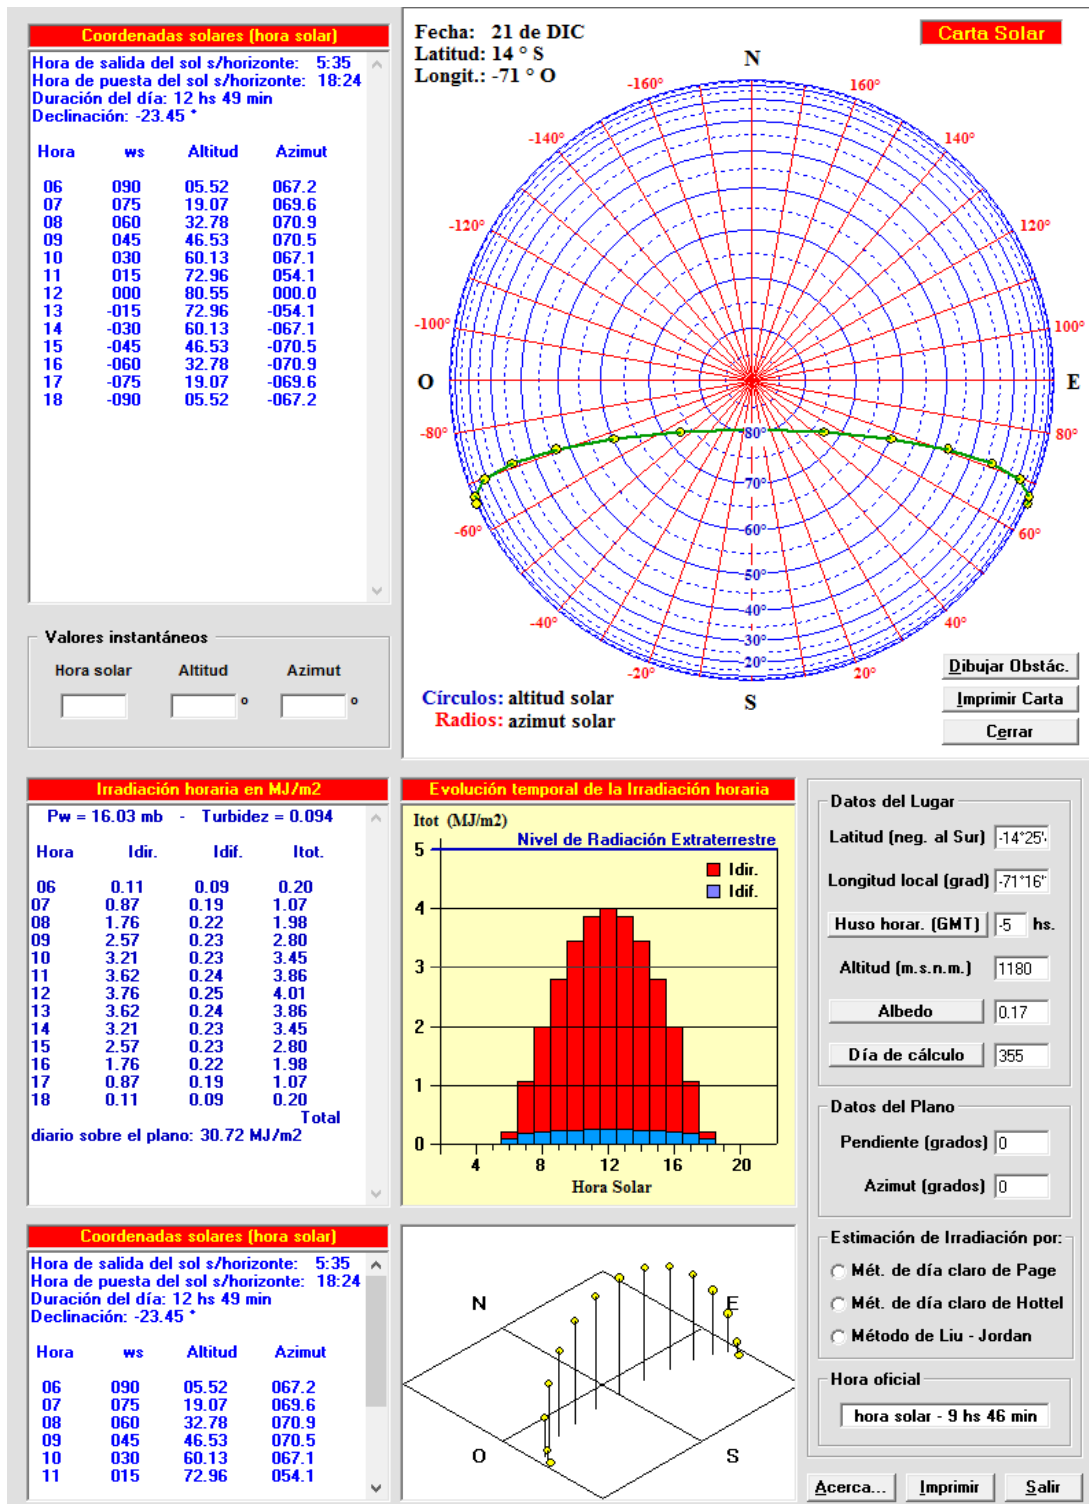 Coordenadas solares (hora solar)
Hora de salida del sol s/horizonte: 5:35
Hora de puesta del sol s/horizonte: 18:24
Duración del día: 12 hs 49 min
Declinación: -23.45 °
Hora ws Altitud Azimut
06 090 05.52 067.2
07 075 19.07 069.6
08 060 32.78 070.9
09 045 46.53 070.5
10 030 60.13 067.1
11 015 72.96 054.1
12 000 80.55 000.0
13 -015 72.96 -054.1
14 -030 60.13 -067.1
15 -045 46.53 -070.5
16 -060 32.78 -070.9
17 -075 19.07 -069.6
18 -090 05.52 -067.2
Valores instantáneos
Hora solar Altitud Azimut
° °
Fecha: 21 de DIC
Latitud: 14 ° S
Longit.: -71 ° O
Carta Solar
N
-160° 160°
-140° 140°
-120° 120°
-100° 100°
O E
-80° 80°
80°
70°
-60° 60°
60°
50°
40°
-40° 40°
30°
20°
-20° 20°
S
Círculos: altitud solar
Radios: azimut solar
Dibujar Obstác.
Imprimir Carta
Cerrar
Irradiación horaria en MJ/m2
Pw = 16.03 mb - Turbidez = 0.094
Hora Idir. Idif. Itot.
06 0.11 0.09 0.20
07 0.87 0.19 1.07
08 1.76 0.22 1.98
09 2.57 0.23 2.80
10 3.21 0.23 3.45
11 3.62 0.24 3.86
12 3.76 0.25 4.01
13 3.62 0.24 3.86
14 3.21 0.23 3.45
15 2.57 0.23 2.80
16 1.76 0.22 1.98
17 0.87 0.19 1.07
18 0.11 0.09 0.20
Total
diario sobre el plano: 30.72 MJ/m2
Evolución temporal de la Irradiación horaria
Itot (MJ/m2)
Nivel de Radiación Extraterrestre
5
Idir.
Idif.
4
3
2
1
0
4 8 12 16 20
Hora Solar
Datos del Lugar
Latitud (neg. al Sur) -14°25'
Longitud local (grad) -71°16''
Huso horar. (GMT) -5 hs.
Altitud (m.s.n.m.) 1180
Albedo 0.17
Día de cálculo 355
Datos del Plano
Pendiente (grados) 0
Azimut (grados) 0
Estimación de Irradiación por:
Mét. de día claro de Page
Mét. de día claro de Hottel
Método de Liu - Jordan
Hora oficial
hora solar - 9 hs 46 min
Coordenadas solares (hora solar)
Hora de salida del sol s/horizonte: 5:35
Hora de puesta del sol s/horizonte: 18:24
Duración del día: 12 hs 49 min
Declinación: -23.45 °
Hora ws Altitud Azimut
06 090 05.52 067.2
07 075 19.07 069.6
08 060 32.78 070.9
09 045 46.53 070.5
10 030 60.13 067.1
11 015 72.96 054.1
N E
O S
Acerca... Imprimir Salir